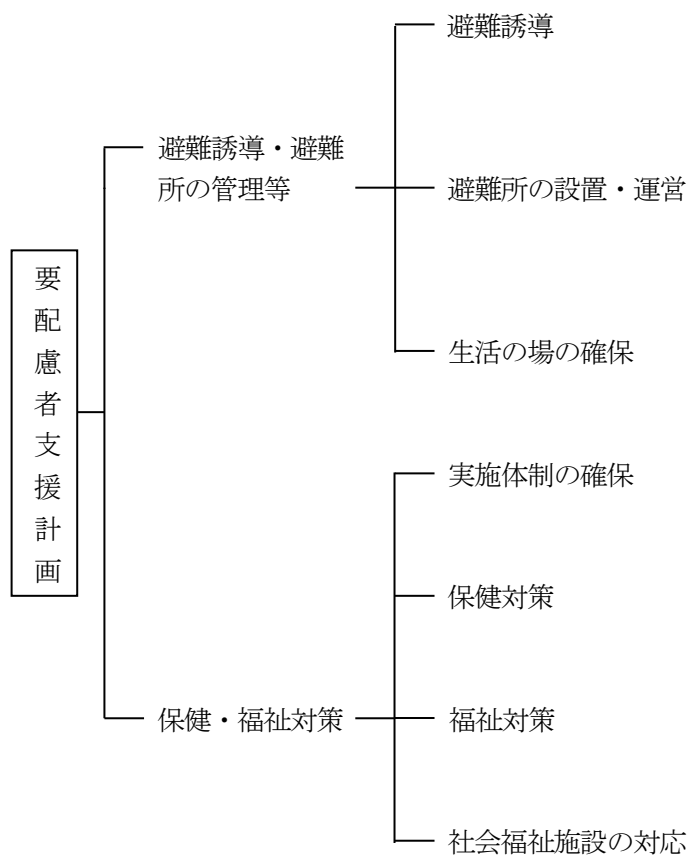 要配慮者支援計画
避難誘導・避難
所の管理等
避難誘導
避難所の設置・運営
生活の場の確保
保健・福祉対策
実施体制の確保
保健対策
福祉対策
社会福祉施設の対応